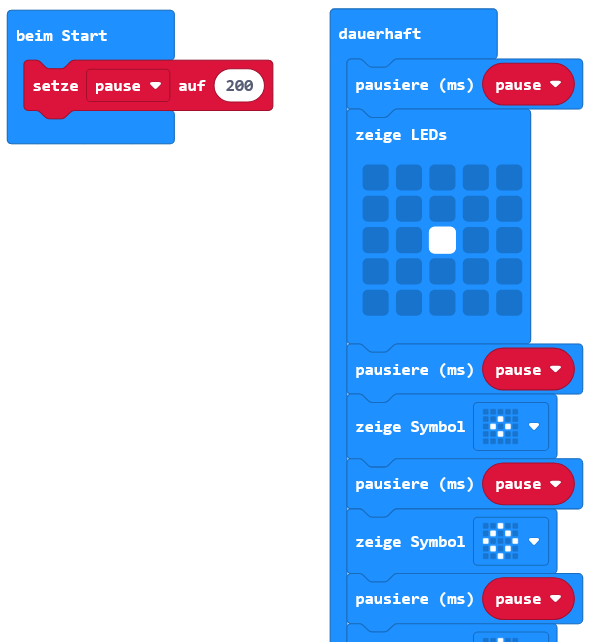 beim Start
setze pause auf 200
dauerhaft
pausiere (ms) pause
zeige LEDs
pausiere (ms) pause
zeige Symbol
pausiere (ms) pause
zeige Symbol
pausiere (ms) pause